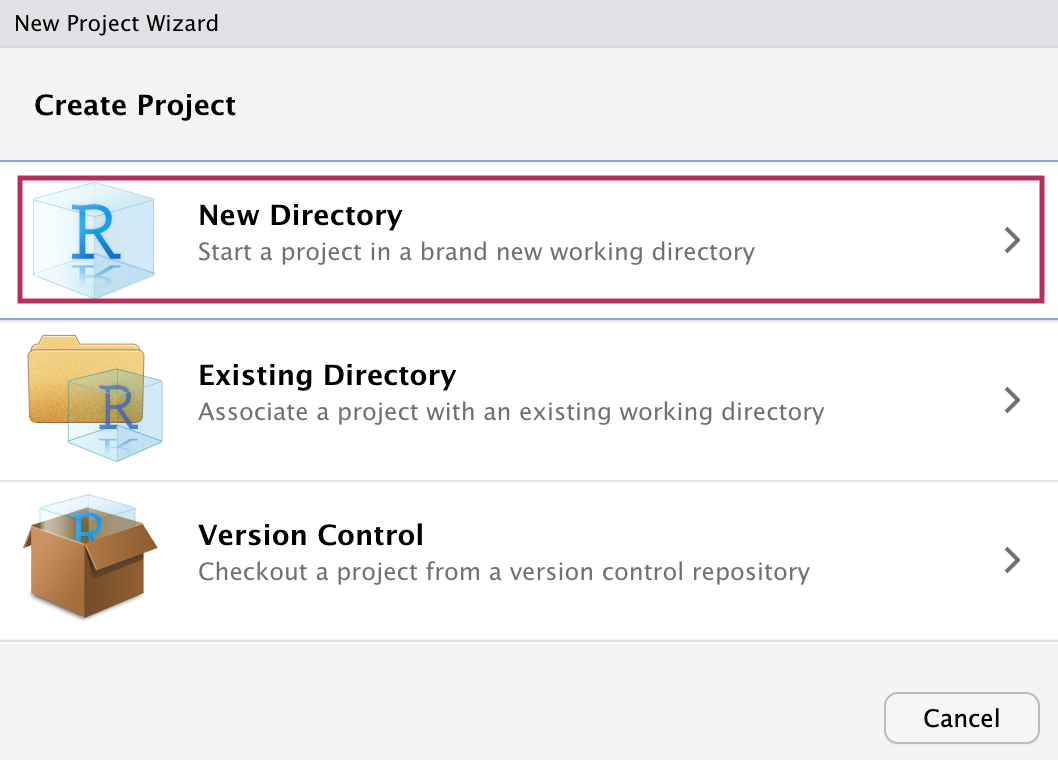 New Project Wizard
Create Project
R
New Directory
Start a project in a brand new working directory
R
Existing Directory
Associate a project with an existing working directory
R
Version Control
Checkout a project from a version control repository
Cancel